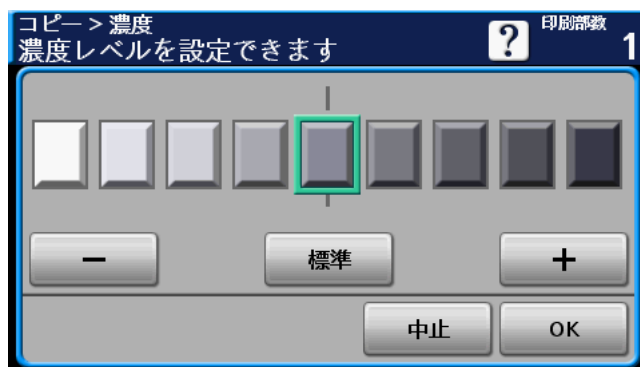 コピー > 濃度
濃度レベルを設定できます
?
印刷部数
1
−
標準
+
中止
OK